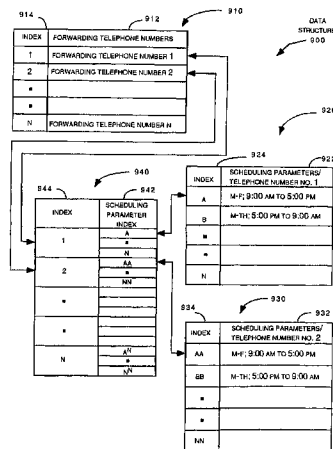 914
912
910
INDEX FORWARDING TELEPHONE NUMBERS
1 FORWARDING TELEPHONE NUMBER 1
2 FORWARDING TELEPHONE NUMBER 2
N FORWARDING TELEPHONE NUMBER N
DATA
STRUCTURE
900
920
924
922
INDEX SCHEDULING PARAMETERS/
TELEPHONE NUMBER NO. 1
A M-F; 9:00 AM TO 5:00 PM
B M-TH; 5:00 PM TO 9:00 AM
N
940
944
942
INDEX
SCHEDULING
PARAMETER
INDEX
1
A
N
2
AA
NN
N
A^N
N^N
930
934
932
INDEX SCHEDULING PARAMETERS/
TELEPHONE NUMBER NO. 2
AA M-F; 9:00 AM TO 5:00 PM
BB M-TH; 5:00 PM TO 9:00 AM
NN